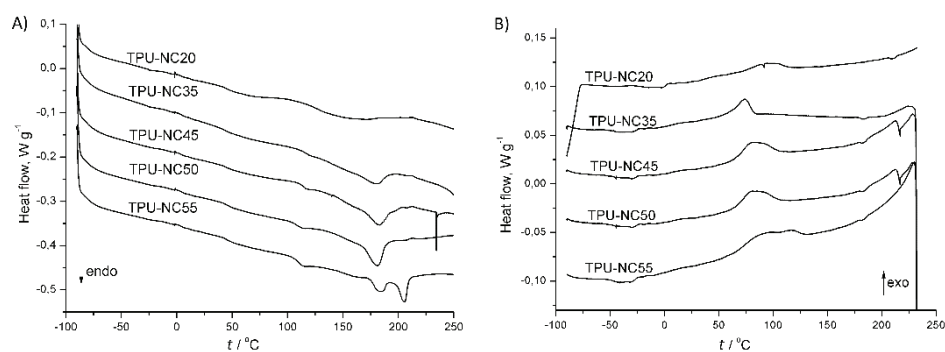 A)
0,1
0,0
-0,1
-0,2
-0,3
-0,4
-0,5
Heat flow, W g⁻¹
TPU-NC20
TPU-NC35
TPU-NC45
TPU-NC50
TPU-NC55
endo
-100 -50 0 50 100 150 200 250
t / °C
B)
0,15
0,10
0,05
0,00
-0,05
-0,10
Heat flow, W g⁻¹
TPU-NC20
TPU-NC35
TPU-NC45
TPU-NC50
TPU-NC55
exo
-100 -50 0 50 100 150 200 250
t / °C